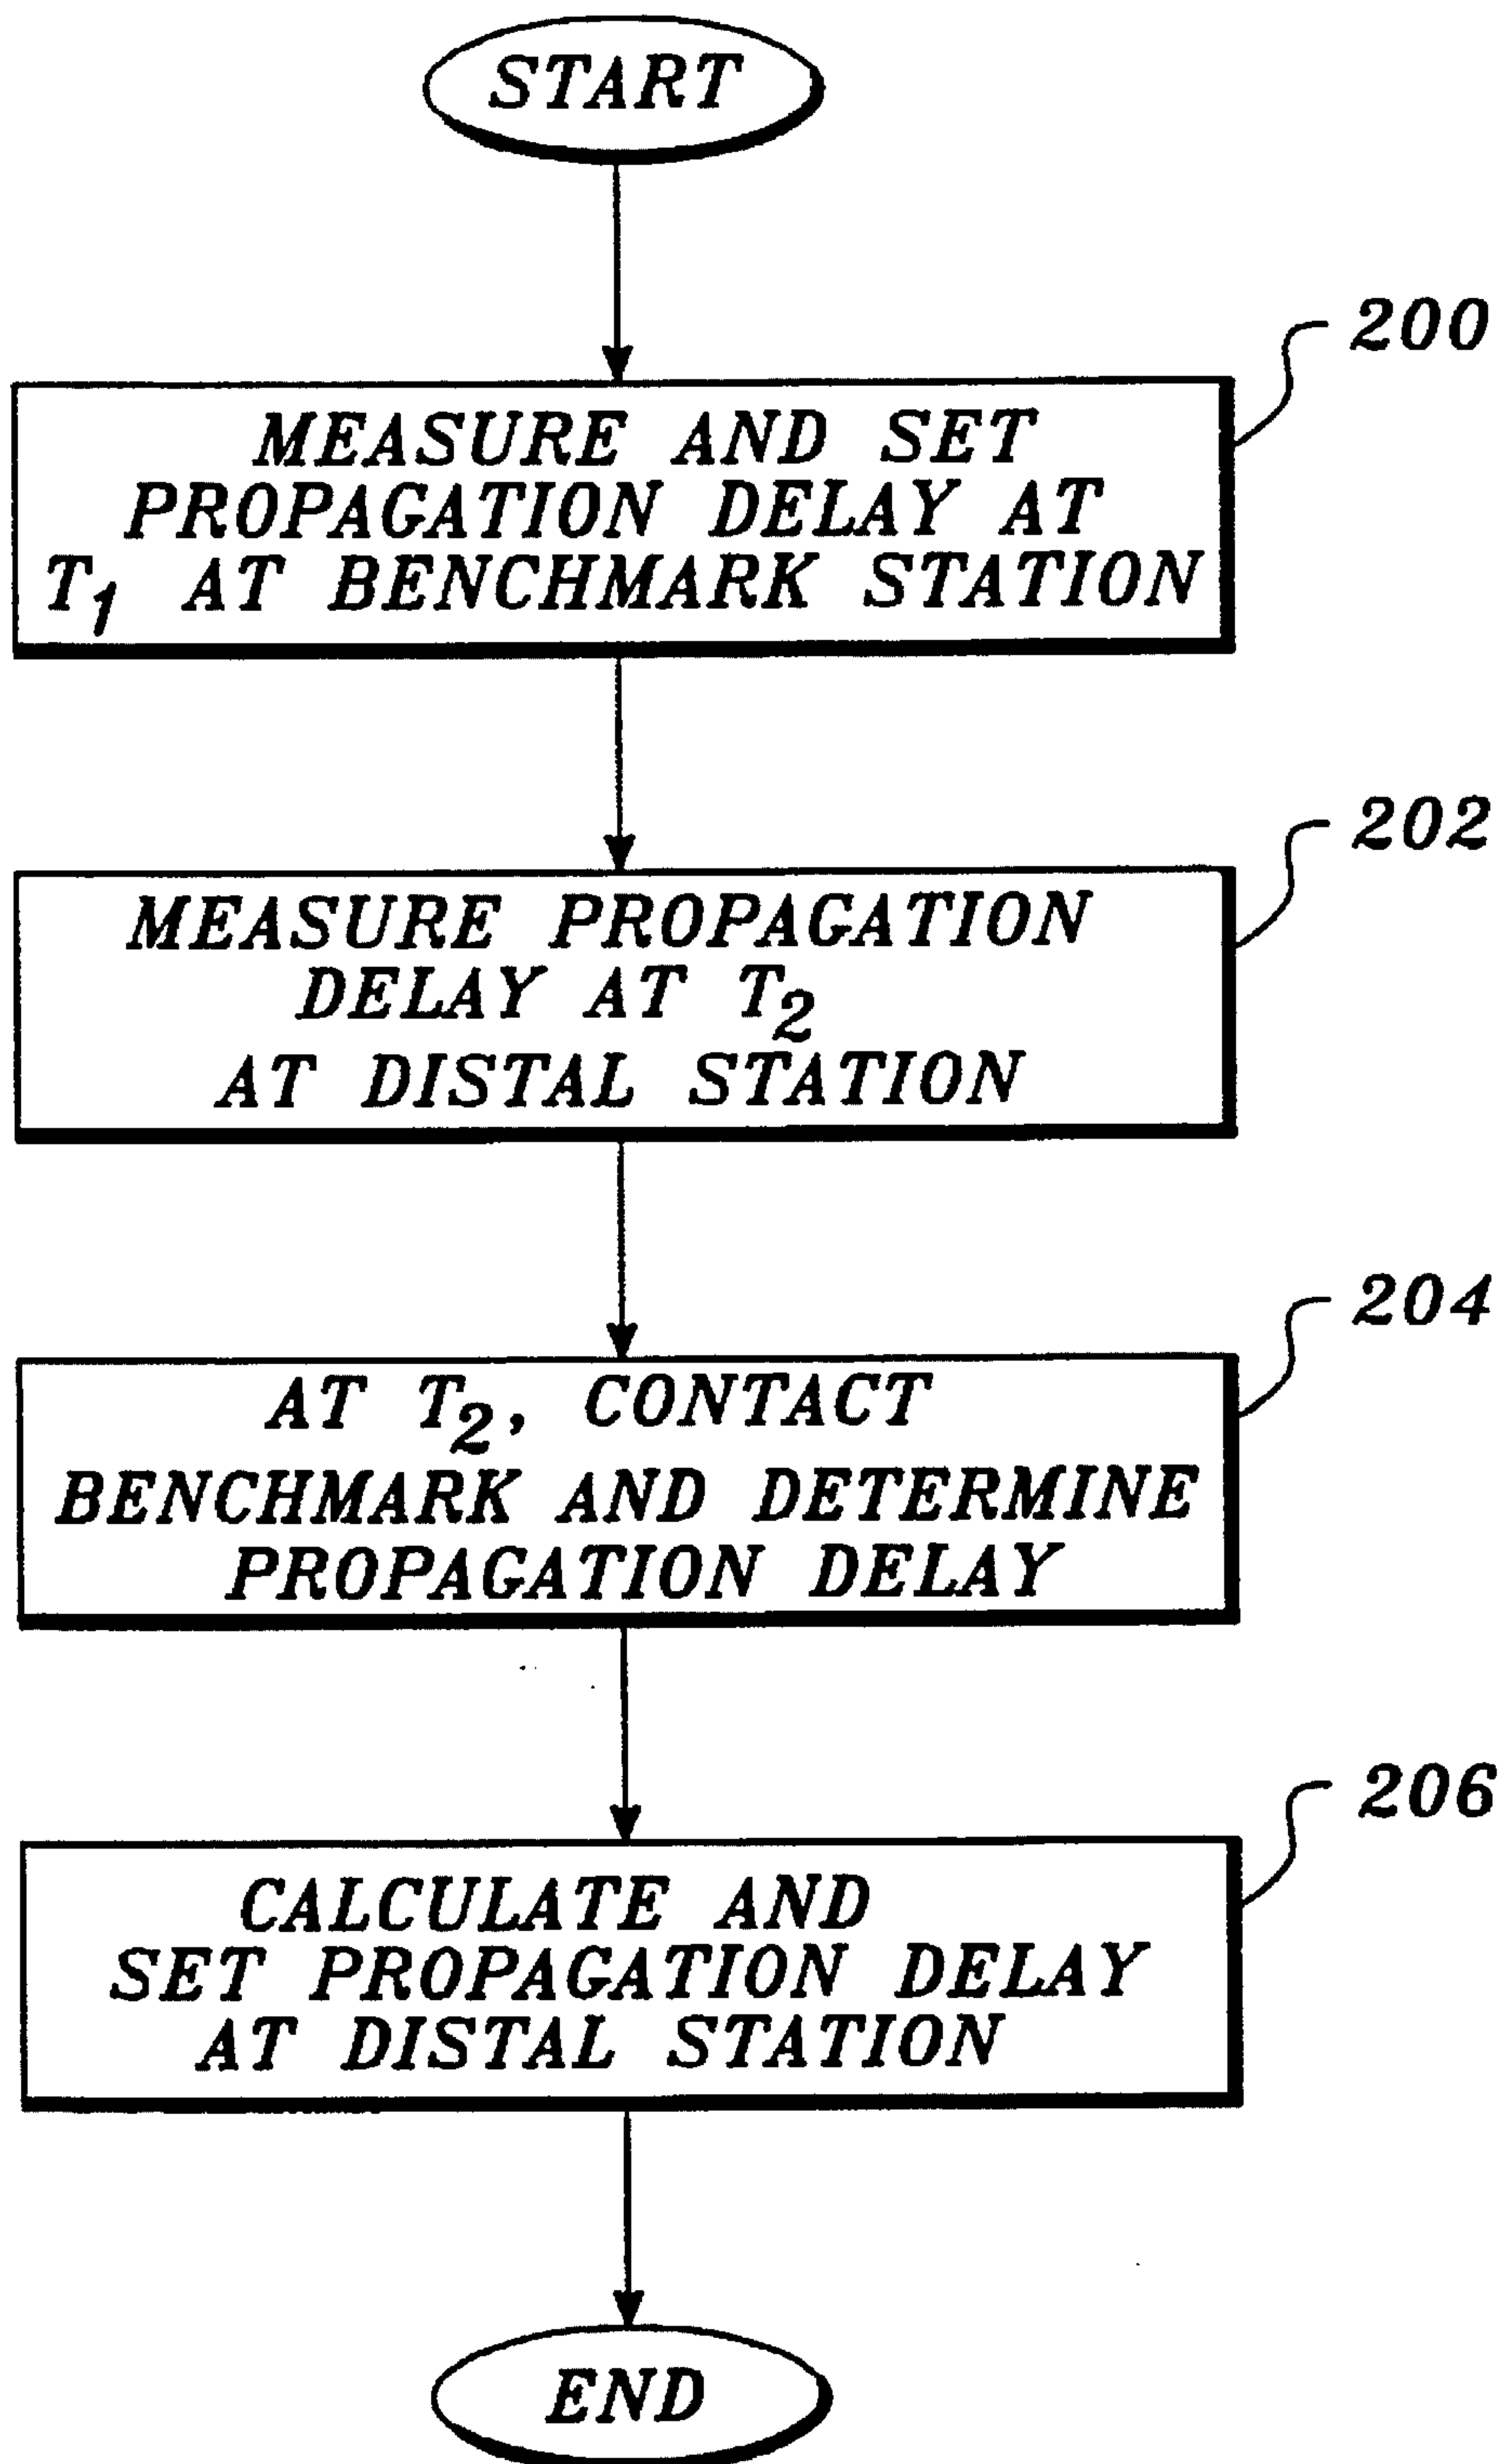 START
200
MEASURE AND SET
PROPAGATION DELAY AT
T₁ AT BENCHMARK STATION
202
MEASURE PROPAGATION
DELAY AT T₂
AT DISTAL STATION
204
AT T₂, CONTACT
BENCHMARK AND DETERMINE
PROPAGATION DELAY
206
CALCULATE AND
SET PROPAGATION DELAY
AT DISTAL STATION
END